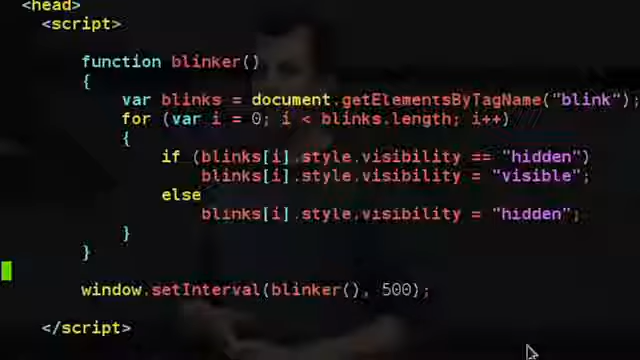 <head>
<script>
function blinker()
{
var blinks = document.getElementsByTagName("blink");
for (var i = 0; i < blinks.length; i++)
{
if (blinks[i].style.visibility == "hidden")
blinks[i].style.visibility = "visible";
else
blinks[i].style.visibility = "hidden";
}
}
window.setInterval(blinker(), 500);
</script>